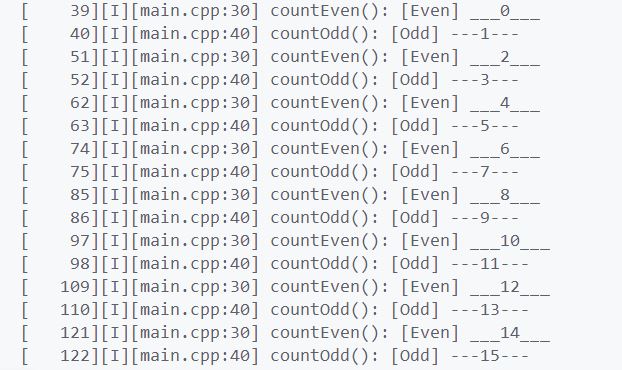 [    39][I][main.cpp:30] countEven(): [Even] ___0___
[    40][I][main.cpp:40] countOdd(): [Odd] ---1---
[    51][I][main.cpp:30] countEven(): [Even] ___2___
[    52][I][main.cpp:40] countOdd(): [Odd] ---3---
[    62][I][main.cpp:30] countEven(): [Even] ___4___
[    63][I][main.cpp:40] countOdd(): [Odd] ---5---
[    74][I][main.cpp:30] countEven(): [Even] ___6___
[    75][I][main.cpp:40] countOdd(): [Odd] ---7---
[    85][I][main.cpp:30] countEven(): [Even] ___8___
[    86][I][main.cpp:40] countOdd(): [Odd] ---9---
[    97][I][main.cpp:30] countEven(): [Even] ___10___
[    98][I][main.cpp:40] countOdd(): [Odd] ---11---
[   109][I][main.cpp:30] countEven(): [Even] ___12___
[   110][I][main.cpp:40] countOdd(): [Odd] ---13---
[   121][I][main.cpp:30] countEven(): [Even] ___14___
[   122][I][main.cpp:40] countOdd(): [Odd] ---15---